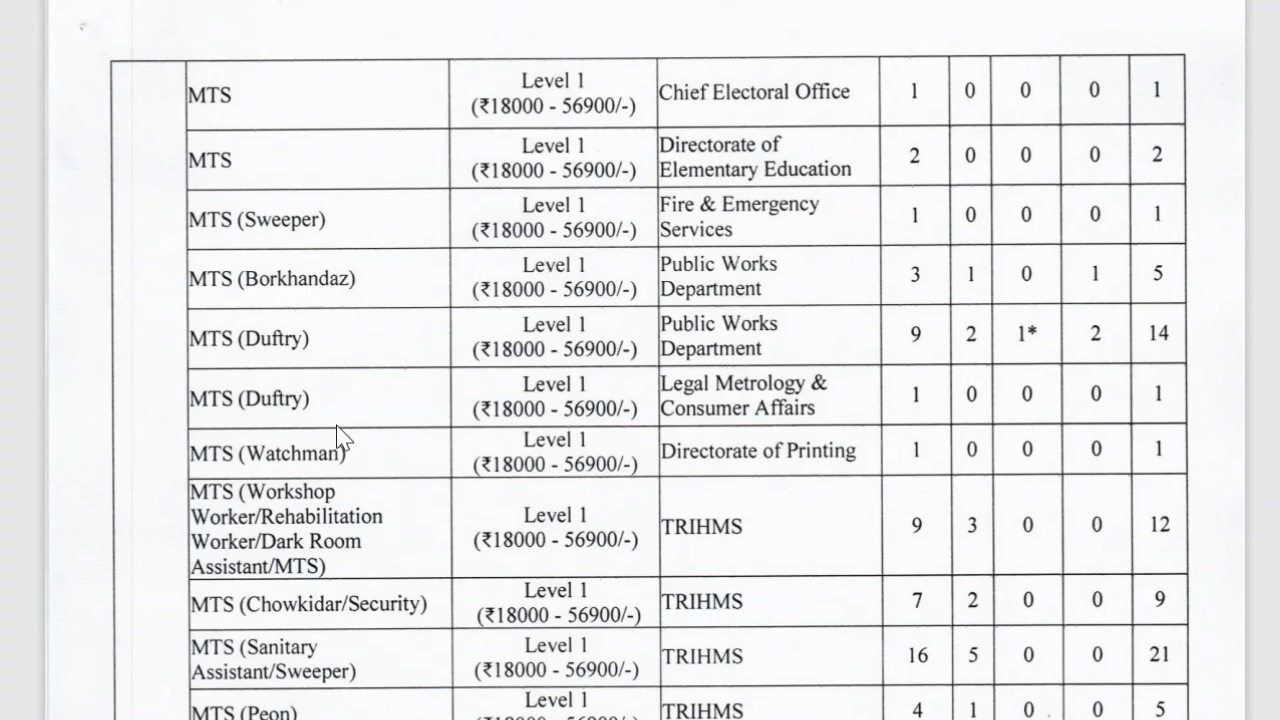 MTS Level 1 (₹18000 - 56900/-) Chief Electoral Office 1 0 0 0 1
MTS Level 1 (₹18000 - 56900/-) Directorate of Elementary Education 2 0 0 0 2
MTS (Sweeper) Level 1 (₹18000 - 56900/-) Fire & Emergency Services 1 0 0 0 1
MTS (Borkhandaz) Level 1 (₹18000 - 56900/-) Public Works Department 3 1 0 1 5
MTS (Duftry) Level 1 (₹18000 - 56900/-) Public Works Department 9 2 1* 2 14
MTS (Duftry) Level 1 (₹18000 - 56900/-) Legal Metrology & Consumer Affairs 1 0 0 0 1
MTS (Watchman) Level 1 (₹18000 - 56900/-) Directorate of Printing 1 0 0 0 1
MTS (Workshop Worker/Rehabilitation Worker/Dark Room Assistant/MTS) Level 1 (₹18000 - 56900/-) TRIHMS 9 3 0 0 12
MTS (Chowkidar/Security) Level 1 (₹18000 - 56900/-) TRIHMS 7 2 0 0 9
MTS (Sanitary Assistant/Sweeper) Level 1 (₹18000 - 56900/-) TRIHMS 16 5 0 0 21
MTS (Peon) Level 1 TRIHMS 4 1 0 0 5